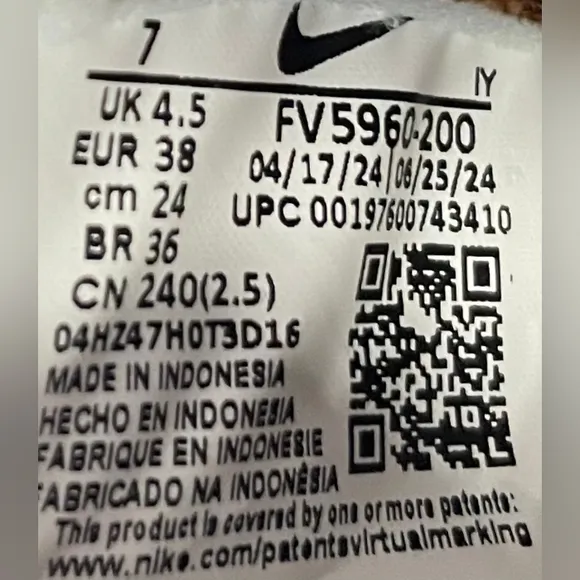 7
IY
UK 4.5
FV5960-200
EUR 38
04/17/24 06/25/24
cm 24
UPC 00197600743410
BR 36
CN 240(2.5)
04HZ47H0T3D16
MADE IN INDONESIA
HECHO EN INDONESIA
FABRIQUE EN INDONESIE
FABRICADO NA INDONÉSIA
This product is covered by one or more patents:
www.nike.com/patentsvirtualmarking